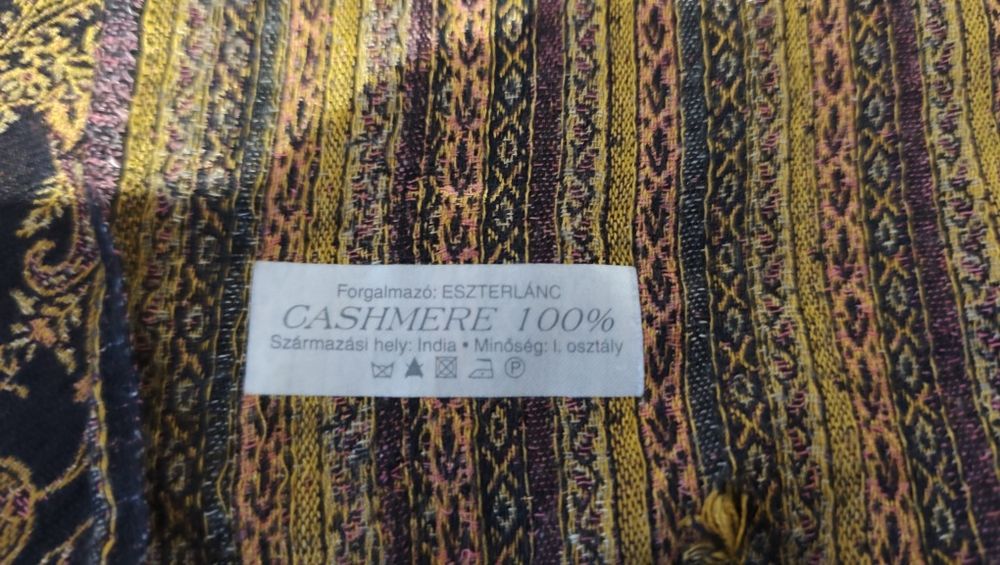 Forgalmazó: ESZTERLÁNC
CASHMERE 100%
Származási hely: India • Minőség: I. osztály
P